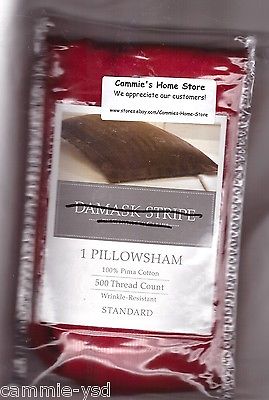 Cammie's Home Store
We appreciate our customers!
www.stores.ebay.com/Cammies-Home-Store
DAMASK STRIPE
1 PILLOWSHAM
100% Pima Cotton
500 Thread Count
Wrinkle-Resistant
STANDARD
cammie-ysd